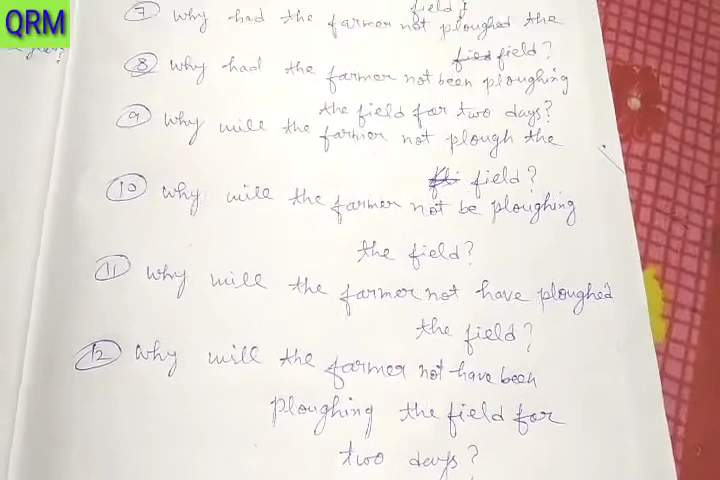 QRM
field?
7 why had the farmer not ploughed the
field?
8 why had the farmer not been ploughing
the field for two days?
9 why will the farmer not plough the
field?
10 why will the farmer not be ploughing
the field?
11 why will the farmer not have ploughed
the field?
12 why will the farmer not have been
ploughing the field for
two days?